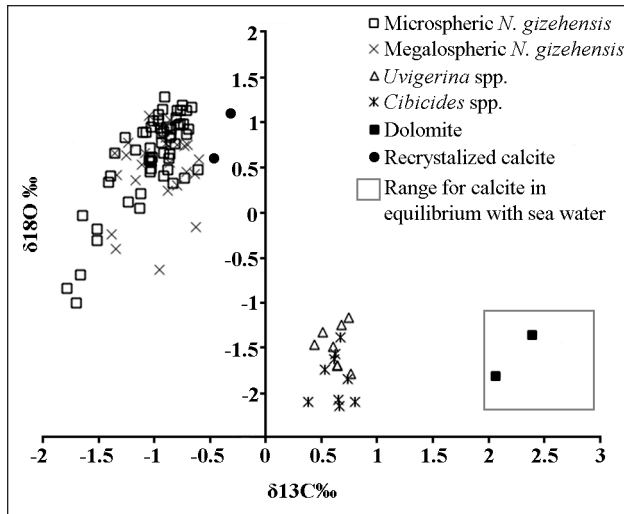 2
1.5
1
0.5
0
-0.5
-1
-1.5
-2
δ18O ‰
Microspheric N. gizehensis
Megalospheric N. gizehensis
Uvigerina spp.
Cibicides spp.
Dolomite
Recrystalized calcite
Range for calcite in
equilibrium with sea water
-2 -1.5 -1 -0.5 0 0.5 1 1.5 2 2.5 3
δ13C‰